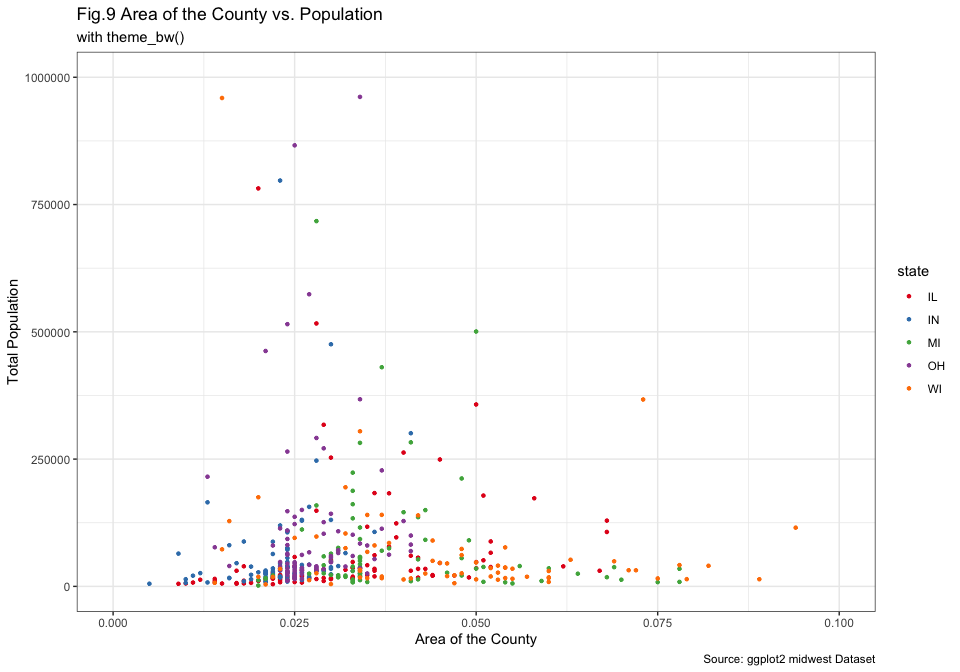 Fig.9 Area of the County vs. Population
with theme_bw()
Total Population
1000000
750000
500000
250000
0
0.000 0.025 0.050 0.075 0.100
Area of the County
state
IL
IN
MI
OH
WI
Source: ggplot2 midwest Dataset